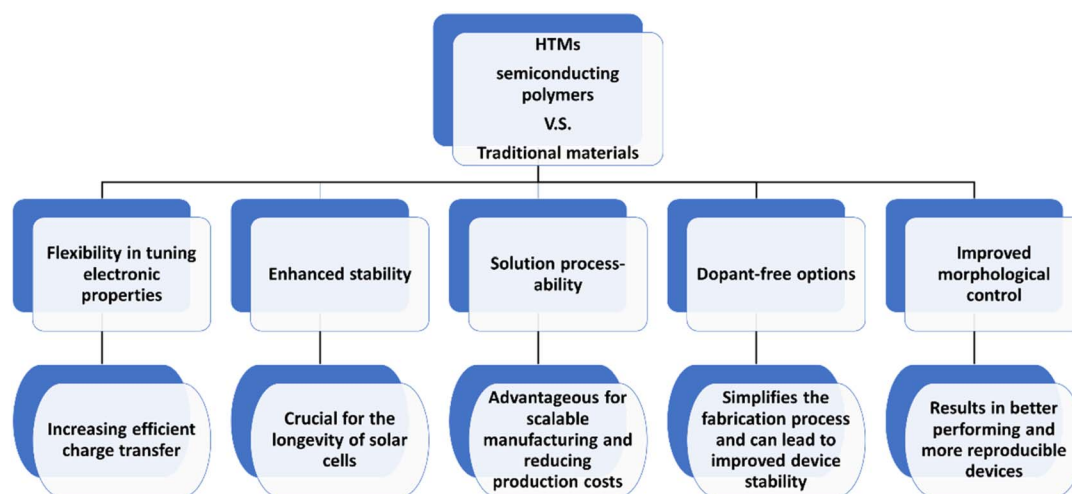 HTMs
semiconducting
polymers
V.S.
Traditional materials
Flexibility in tuning
electronic
properties
Enhanced stability
Solution process-
ability
Dopant-free options
Improved
morphological
control
Increasing efficient
charge transfer
Crucial for the
longevity of solar
cells
Advantageous for
scalable
manufacturing and
reducing
production costs
Simplifies the
fabrication process
and can lead to
improved device
stability
Results in better
performing and
more reproducible
devices